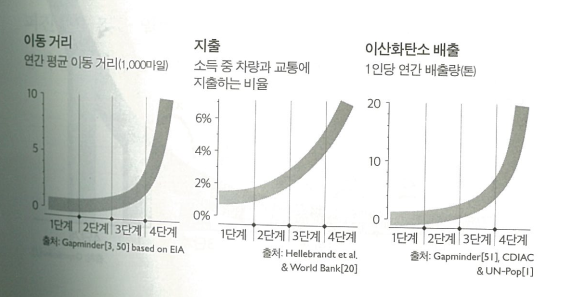 이동 거리
연간 평균 이동 거리(1,000마일)
10
5
0
1단계 2단계 3단계 4단계
출처: Gapminder[3, 50] based on EIA
지출
소득 중 차량과 교통에
지출하는 비율
6%
4%
2%
0%
1단계 2단계 3단계 4단계
출처: Hellebrandt et al.
& World Bank[20]
이산화탄소 배출
1인당 연간 배출량(톤)
20
10
0
1단계 2단계 3단계 4단계
출처: Gapminder[51], CDIAC
& UN-Pop[1]